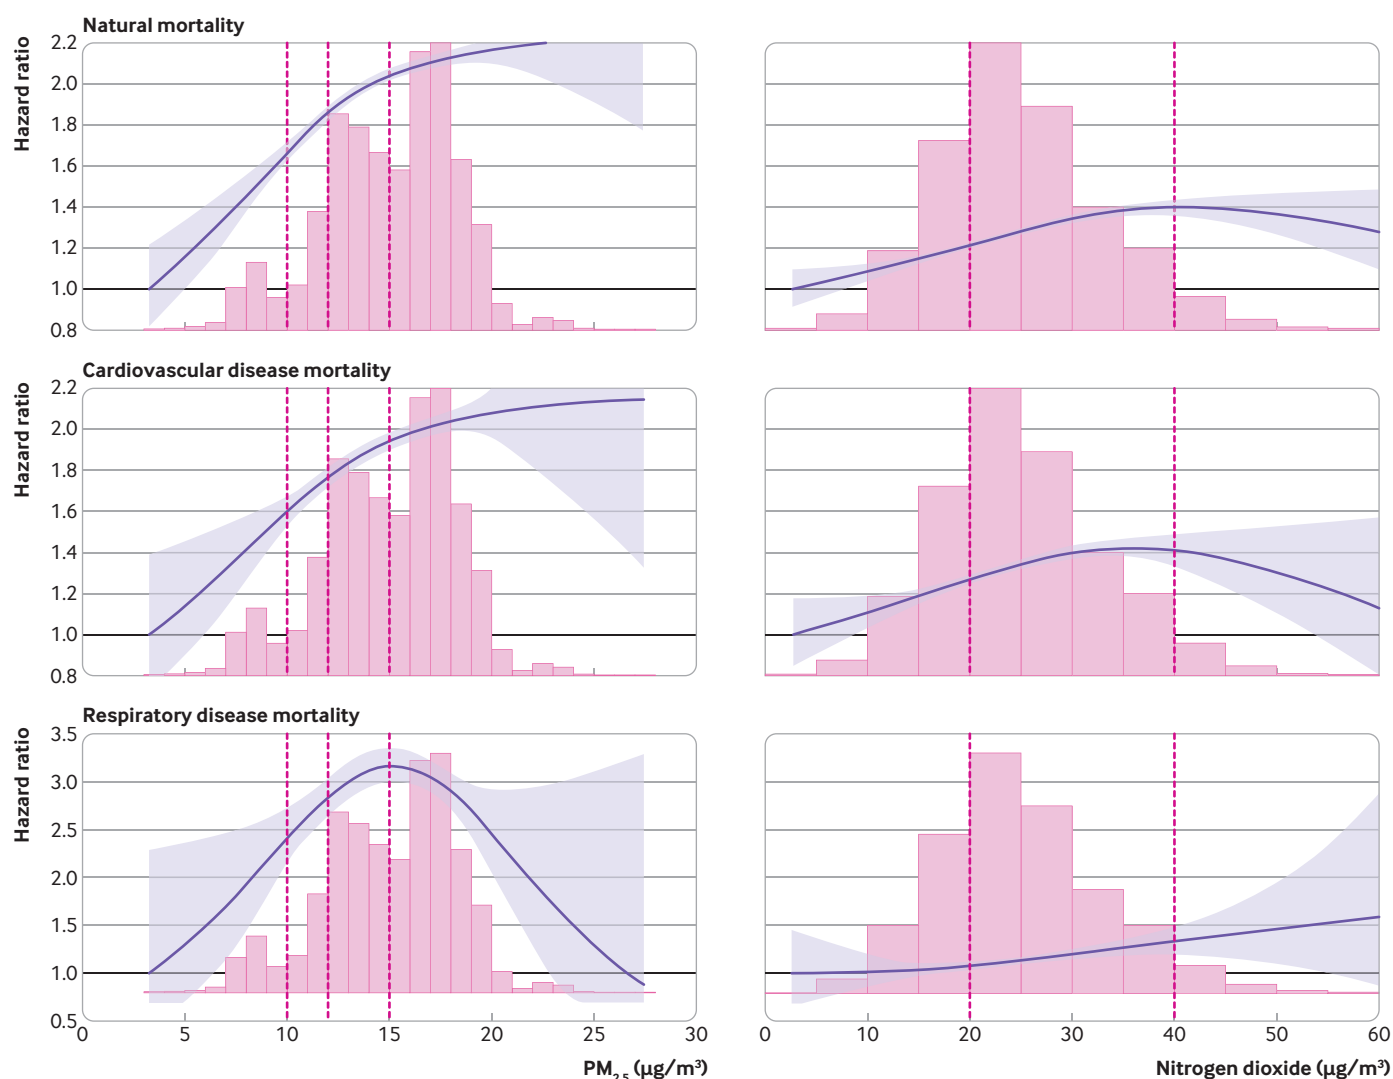 Natural mortality
Hazard ratio
2.2
2.0
1.8
1.6
1.4
1.2
1.0
0.8
Cardiovascular disease mortality
Hazard ratio
2.2
2.0
1.8
1.6
1.4
1.2
1.0
0.8
Respiratory disease mortality
Hazard ratio
3.5
3.0
2.5
2.0
1.5
1.0
0.5
0 5 10 15 20 25 30
PM2.5 (µg/m³)
0 10 20 30 40 50 60
Nitrogen dioxide (µg/m³)